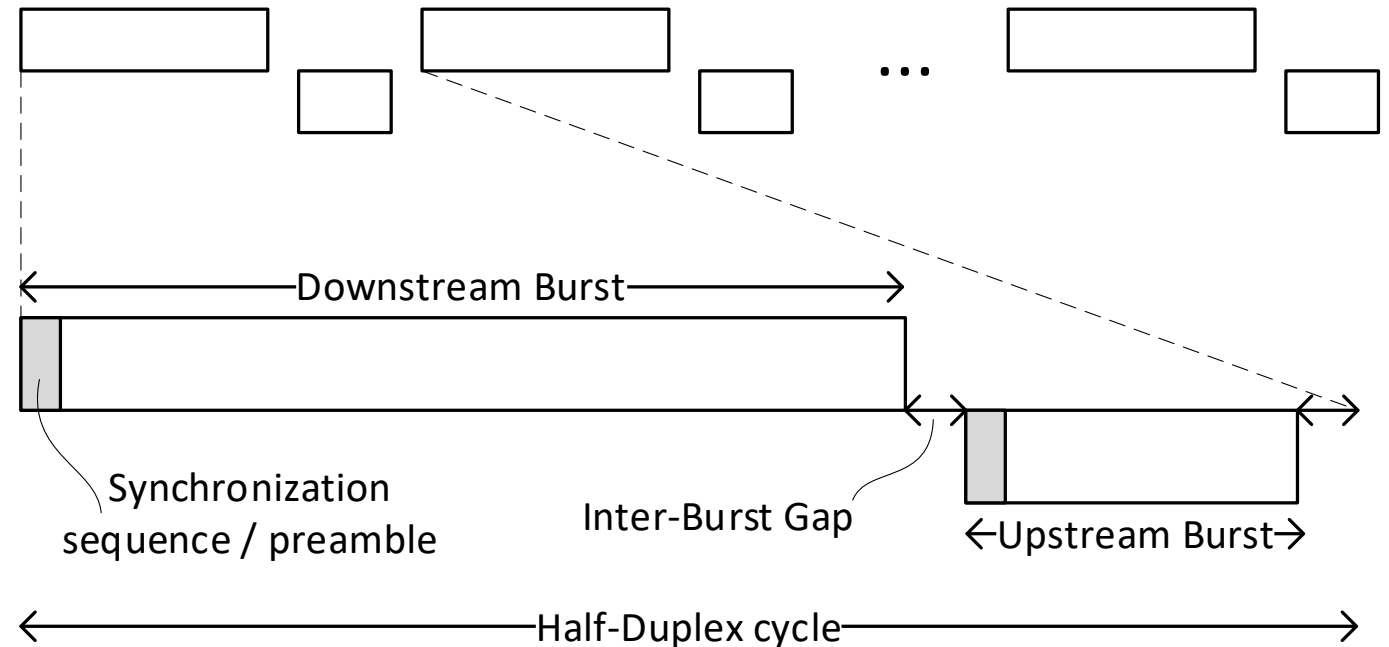 ...
Downstream Burst
Synchronization
sequence / preamble
Inter-Burst Gap
Upstream Burst
Half-Duplex cycle